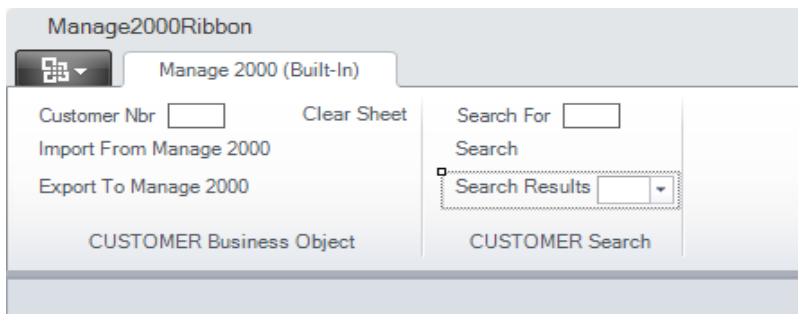 Manage2000Ribbon
Manage 2000 (Built-In)
Customer Nbr Clear Sheet
Import From Manage 2000
Export To Manage 2000
CUSTOMER Business Object
Search For
Search
Search Results
CUSTOMER Search